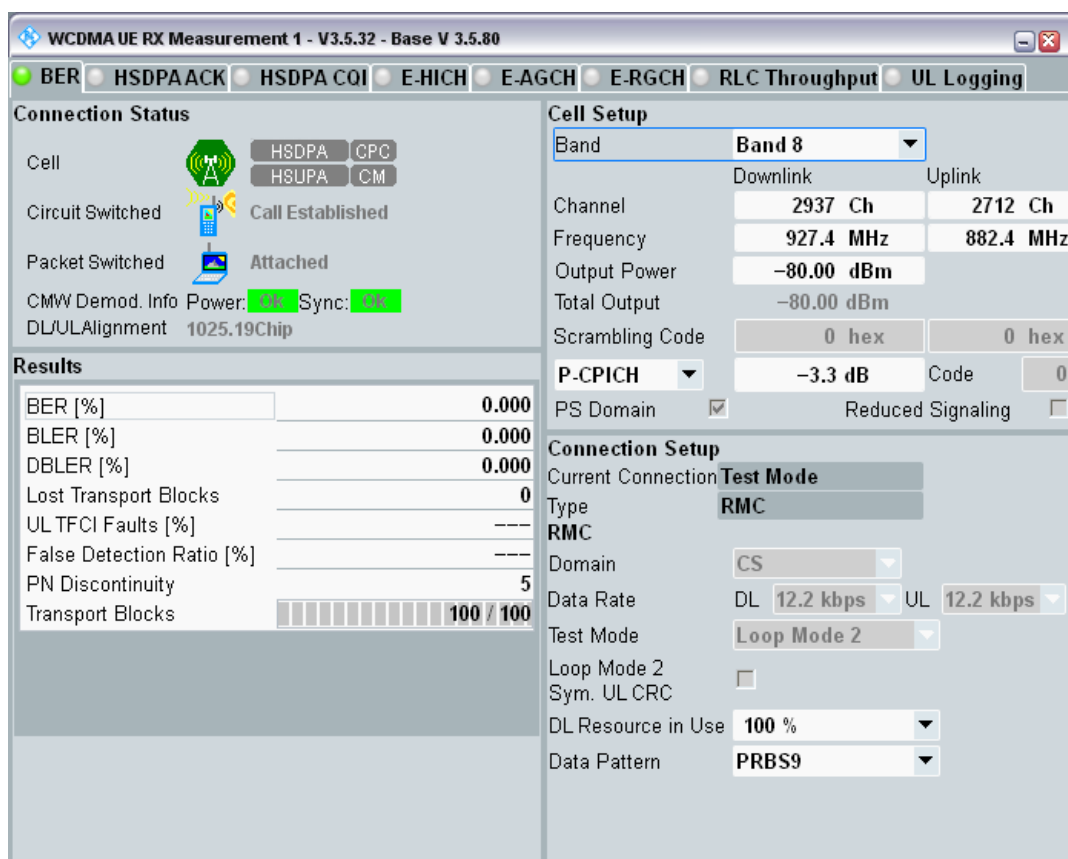 WCDMA UE RX Measurement 1 - V3.5.32 - Base V 3.5.80
BER HSDPA ACK HSDPA CQI E-HICH E-AGCH E-RGCH RLC Throughput UL Logging
Connection Status
Cell
HSDPA CPC
HSUPA CM
Circuit Switched Call Established
Packet Switched Attached
CMW Demod. Info Power: Ok Sync: Ok
DL/ULAlignment 1025.19Chip
Results
BER [%] 0.000
BLER [%] 0.000
DBLER [%] 0.000
Lost Transport Blocks 0
UL TFCI Faults [%] ---
False Detection Ratio [%] ---
PN Discontinuity 5
Transport Blocks 100 / 100
Cell Setup
Band Band 8
Downlink Uplink
Channel 2937 Ch 2712 Ch
Frequency 927.4 MHz 882.4 MHz
Output Power −80.00 dBm
Total Output −80.00 dBm
Scrambling Code 0 hex 0 hex
P-CPICH −3.3 dB Code 0
PS Domain Reduced Signaling
Connection Setup
Current Connection Test Mode
Type RMC
RMC
Domain CS
Data Rate DL 12.2 kbps UL 12.2 kbps
Test Mode Loop Mode 2
Loop Mode 2
Sym. UL CRC
DL Resource in Use 100 %
Data Pattern PRBS9